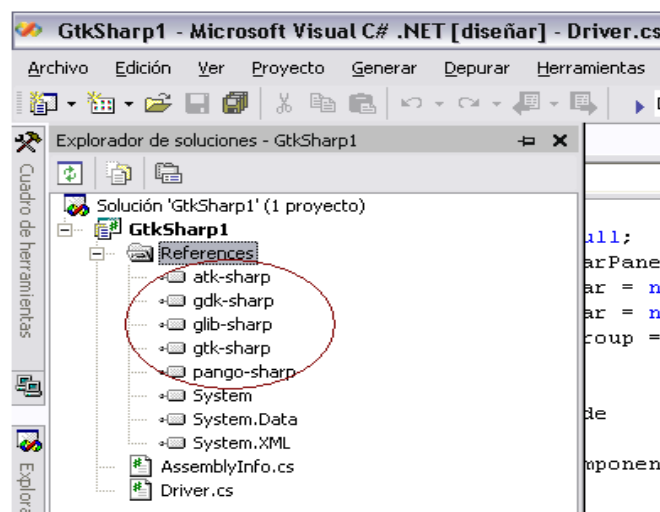 GtkSharp1 - Microsoft Visual C# .NET [diseñar] - Driver.cs
Archivo Edición Ver Proyecto Generar Depurar Herramientas
Explorador de soluciones - GtkSharp1
Cuadro de herramientas
Solución 'GtkSharp1' (1 proyecto)
GtkSharp1
References
atk-sharp
gdk-sharp
glib-sharp
gtk-sharp
pango-sharp
System
System.Data
System.XML
AssemblyInfo.cs
Driver.cs
Explora
ull;
arPane
ar = n
ar = n
roup =
de
mponen